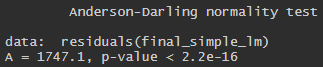 Anderson-Darling normality test
data:  residuals(final_simple_lm)
A = 1747.1, p-value < 2.2e-16